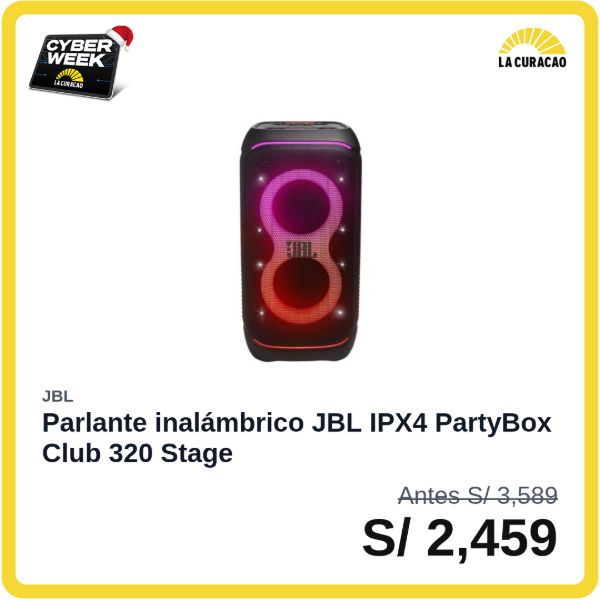 CYBER
WEEK
LA CURACAO
LA CURACAO
JBL
JBL
Parlante inalámbrico JBL IPX4 PartyBox
Club 320 Stage
Antes S/ 3,589
S/ 2,459